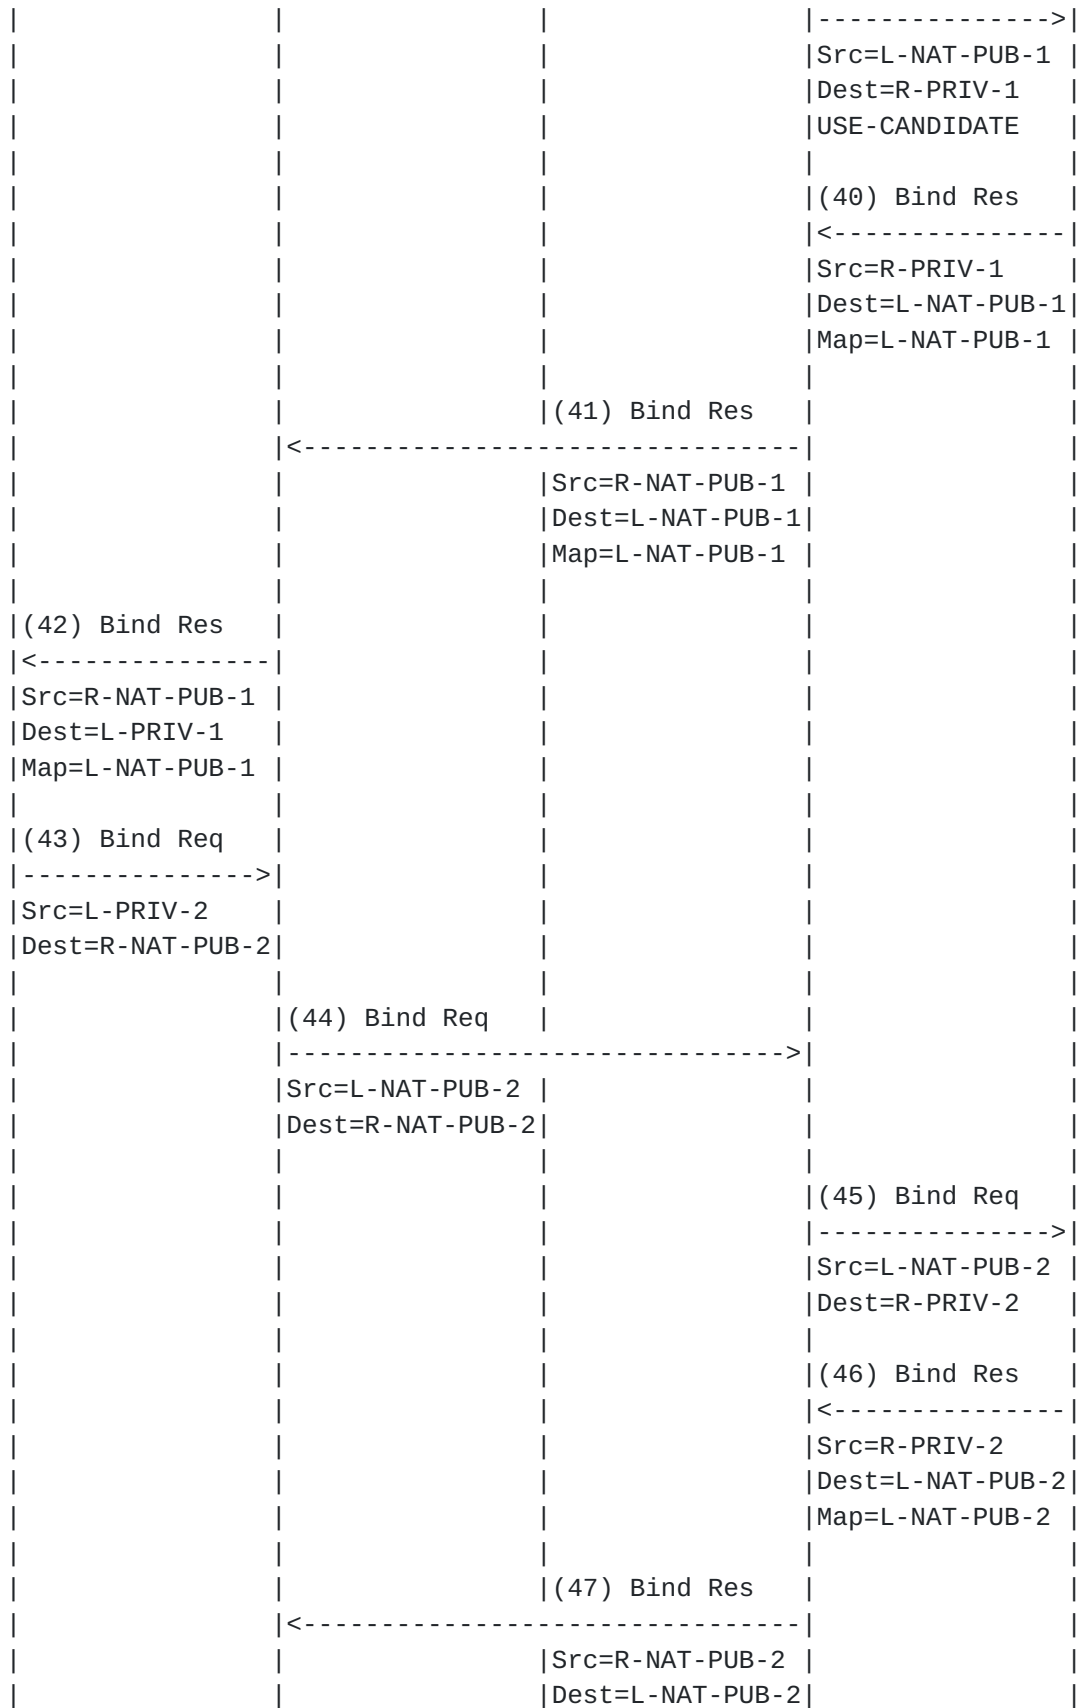 |                |                |                |--------------->|
|                |                |                |Src=L-NAT-PUB-1 |
|                |                |                |Dest=R-PRIV-1   |
|                |                |                |USE-CANDIDATE   |
|                |                |                |                |
|                |                |                |(40) Bind Res   |
|                |                |                |<---------------|
|                |                |                |Src=R-PRIV-1    |
|                |                |                |Dest=L-NAT-PUB-1|
|                |                |                |Map=L-NAT-PUB-1 |
|                |                |                |                |
|                |                |(41) Bind Res   |                |
|                |<--------------------------------|                |
|                |                |Src=R-NAT-PUB-1 |                |
|                |                |Dest=L-NAT-PUB-1|                |
|                |                |Map=L-NAT-PUB-1 |                |
|                |                |                |                |
|(42) Bind Res   |                |                |                |
|<---------------|                |                |                |
|Src=R-NAT-PUB-1 |                |                |                |
|Dest=L-PRIV-1   |                |                |                |
|Map=L-NAT-PUB-1 |                |                |                |
|                |                |                |                |
|(43) Bind Req   |                |                |                |
|--------------->|                |                |                |
|Src=L-PRIV-2    |                |                |                |
|Dest=R-NAT-PUB-2|                |                |                |
|                |                |                |                |
|                |(44) Bind Req   |                |                |
|                |-------------------------------->|                |
|                |Src=L-NAT-PUB-2 |                |                |
|                |Dest=R-NAT-PUB-2|                |                |
|                |                |                |                |
|                |                |                |(45) Bind Req   |
|                |                |                |--------------->|
|                |                |                |Src=L-NAT-PUB-2 |
|                |                |                |Dest=R-PRIV-2   |
|                |                |                |                |
|                |                |                |(46) Bind Res   |
|                |                |                |<---------------|
|                |                |                |Src=R-PRIV-2    |
|                |                |                |Dest=L-NAT-PUB-2|
|                |                |                |Map=L-NAT-PUB-2 |
|                |                |                |                |
|                |                |(47) Bind Res   |                |
|                |<--------------------------------|                |
|                |                |Src=R-NAT-PUB-2 |                |
|                |                |Dest=L-NAT-PUB-2|                |